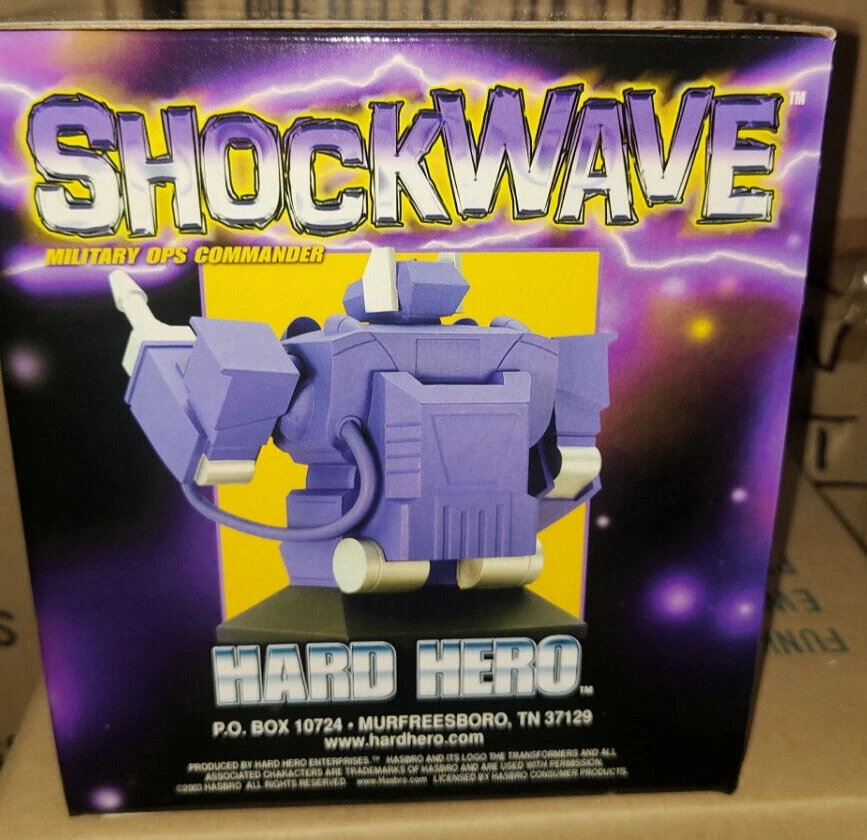 SHOCKWAVE™
MILITARY OPS COMMANDER
HARD HERO™
P.O. BOX 10724 • MURFREESBORO, TN 37129
www.hardhero.com
PRODUCED BY HARD HERO ENTERPRISES.™ HASBRO AND ITS LOGO THE TRANSFORMERS AND ALL
ASSOCIATED CHARACTERS ARE TRADEMARKS OF HASBRO AND ARE USED WITH PERMISSION.
©2003 HASBRO ALL RIGHTS RESERVED. www.Hasbro.com LICENSED BY HASBRO CONSUMER PRODUCTS.